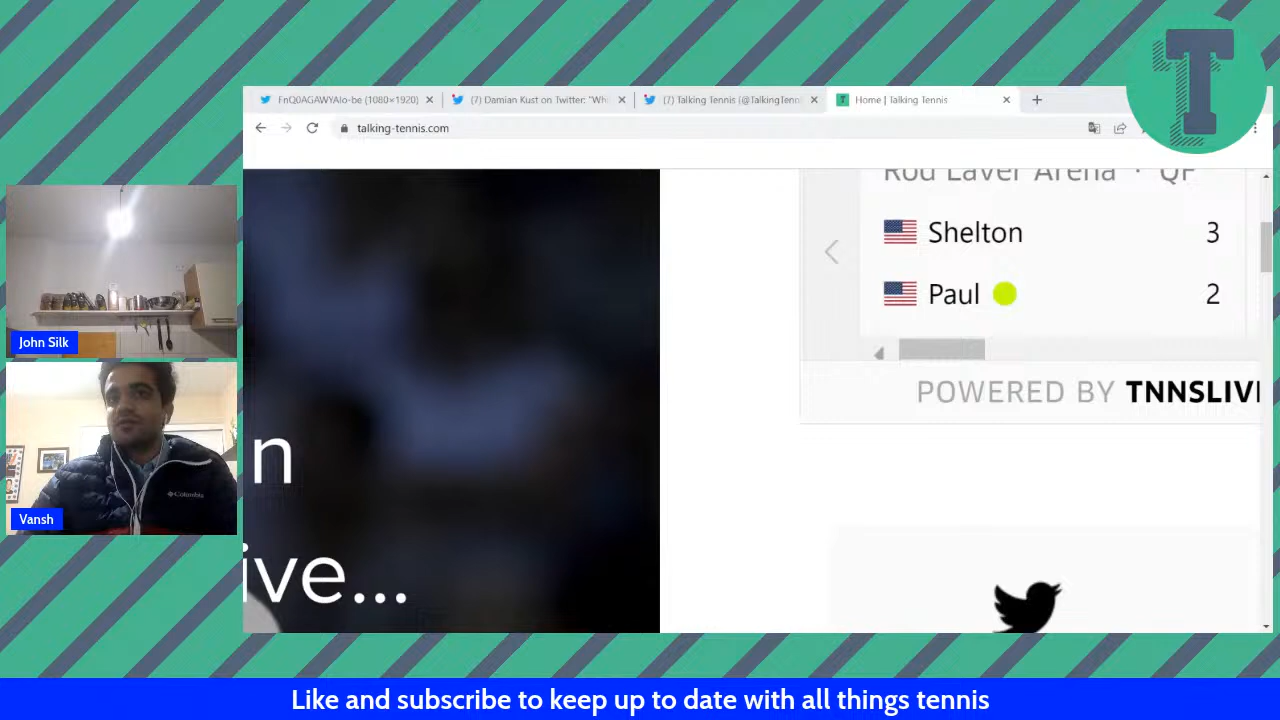 T
FnQ0AGAWYAIo-be (1080×1920)
(7) Damian Kust on Twitter: "Wh
(7) Talking Tennis (@TalkingTenn
Home | Talking Tennis
talking-tennis.com
Rod Laver Arena · QF
Shelton 3
Paul 2
POWERED BY TNNSLIV
n
ive...
John Silk
Columbia
Vansh
Like and subscribe to keep up to date with all things tennis